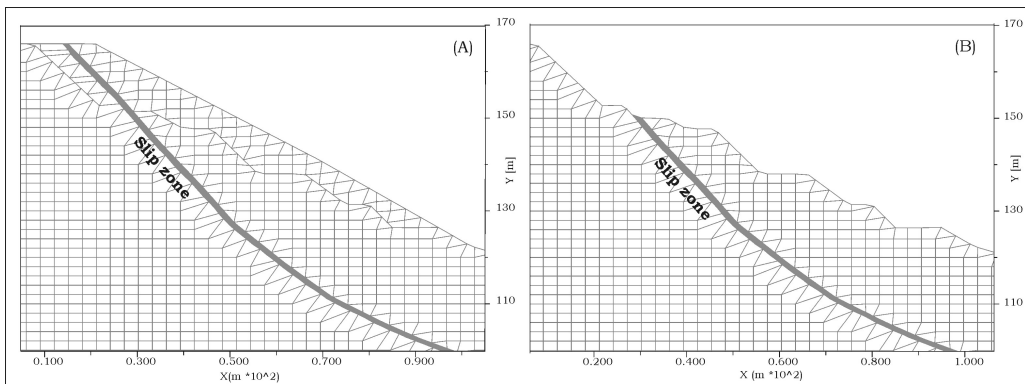 (A)
170
150
130
110
Y [m]
Slip zone
0.100 0.300 0.500 0.700 0.900
X(m *10^2)
(B)
170
150
130
110
Y [m]
Slip zone
0.200 0.400 0.600 0.800 1.000
X (m *10^2)